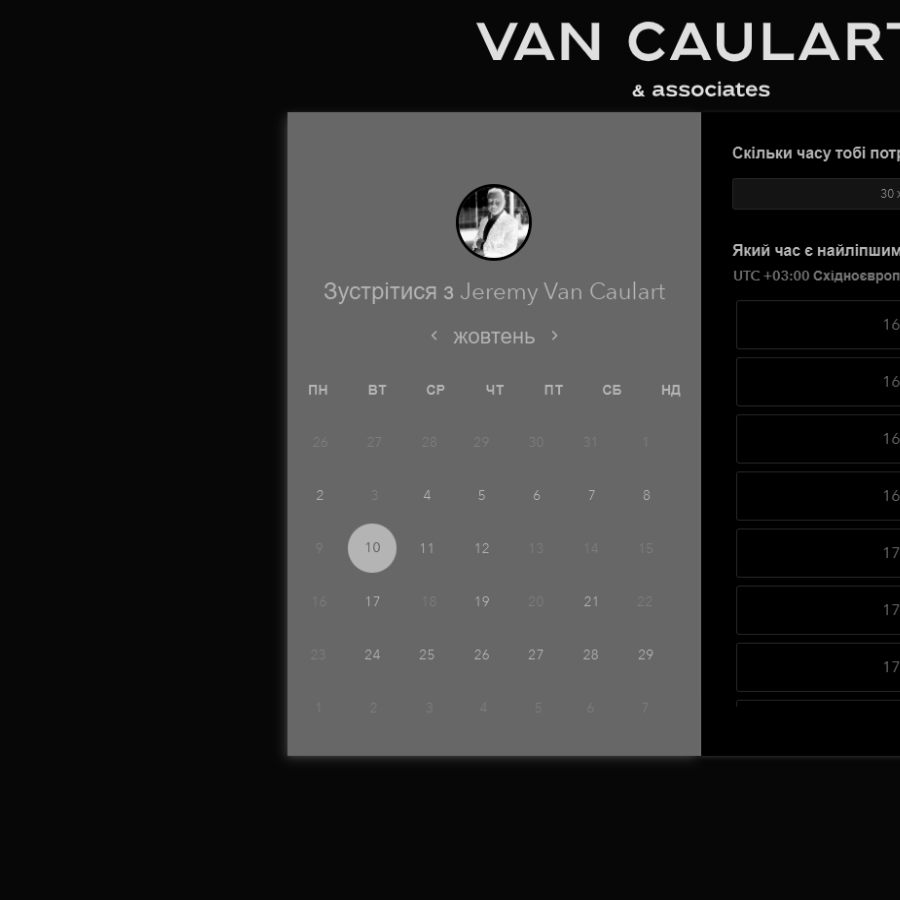 VAN CAULART
& associates
Зустрітися з Jeremy Van Caulart
жовтень
ПН ВТ СР ЧТ ПТ СБ НД
26 27 28 29 30 31 1
2 3 4 5 6 7 8
9 10 11 12 13 14 15
16 17 18 19 20 21 22
23 24 25 26 27 28 29
1 2 3 4 5 6 7
Скільки часу тобі
30
Який час є найліпшим
UTC +03:00
16
16
16
16
17
17
17